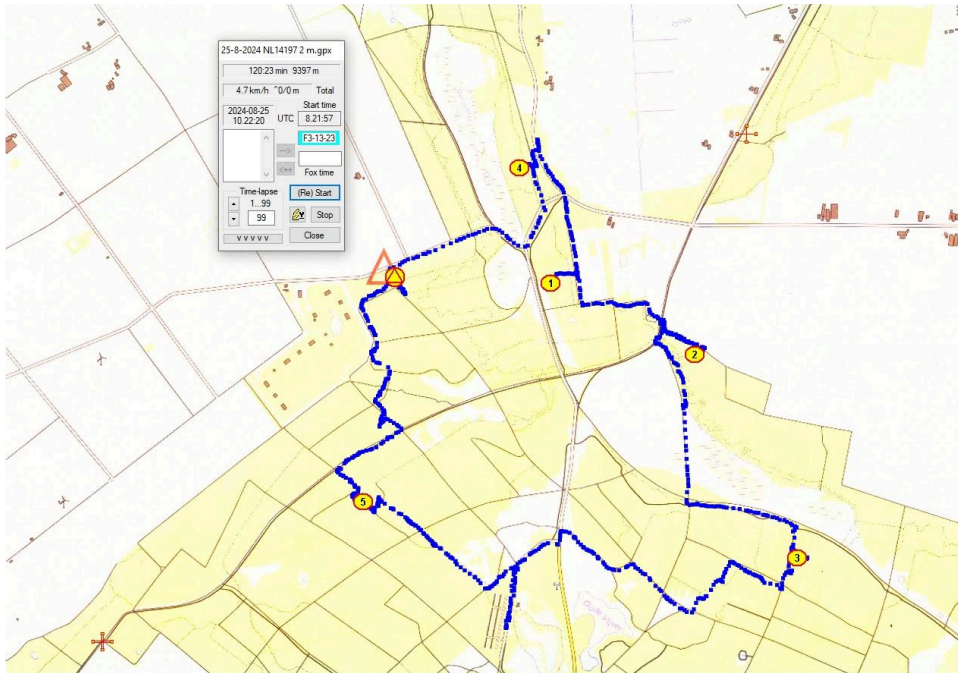 25-8-2024 NL14197 2 m.gpx
120:23 min 9397 m
4.7 km/h ^0/0 m Total
Start time
2024-08-25
10.22:20
UTC
8.21:57
F3-13-23
-->
<--
Fox time
Time-lapse
1...99
99
(Re) Start
Stop
v v v v v
Close
4
1
2
5
3